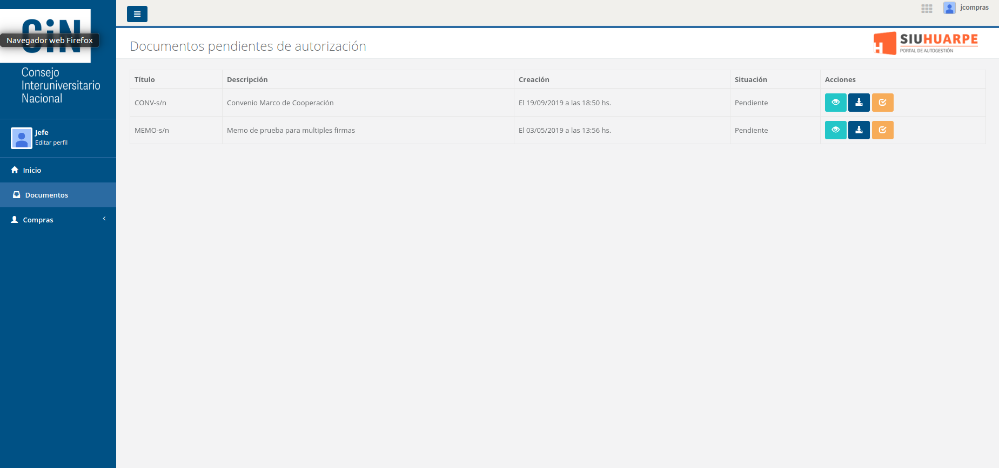 CiN
Navegador web Firefox
Consejo
Interuniversitario
Nacional
Jefe
Editar perfil
Inicio
Documentos
Compras
jcompras
Documentos pendientes de autorización
SIUHUARPE
PORTAL DE AUTOGESTIÓN
Título Descripción Creación Situación Acciones
CONV-s/n Convenio Marco de Cooperación El 19/09/2019 a las 18:50 hs. Pendiente
MEMO-s/n Memo de prueba para multiples firmas El 03/05/2019 a las 13:56 hs. Pendiente